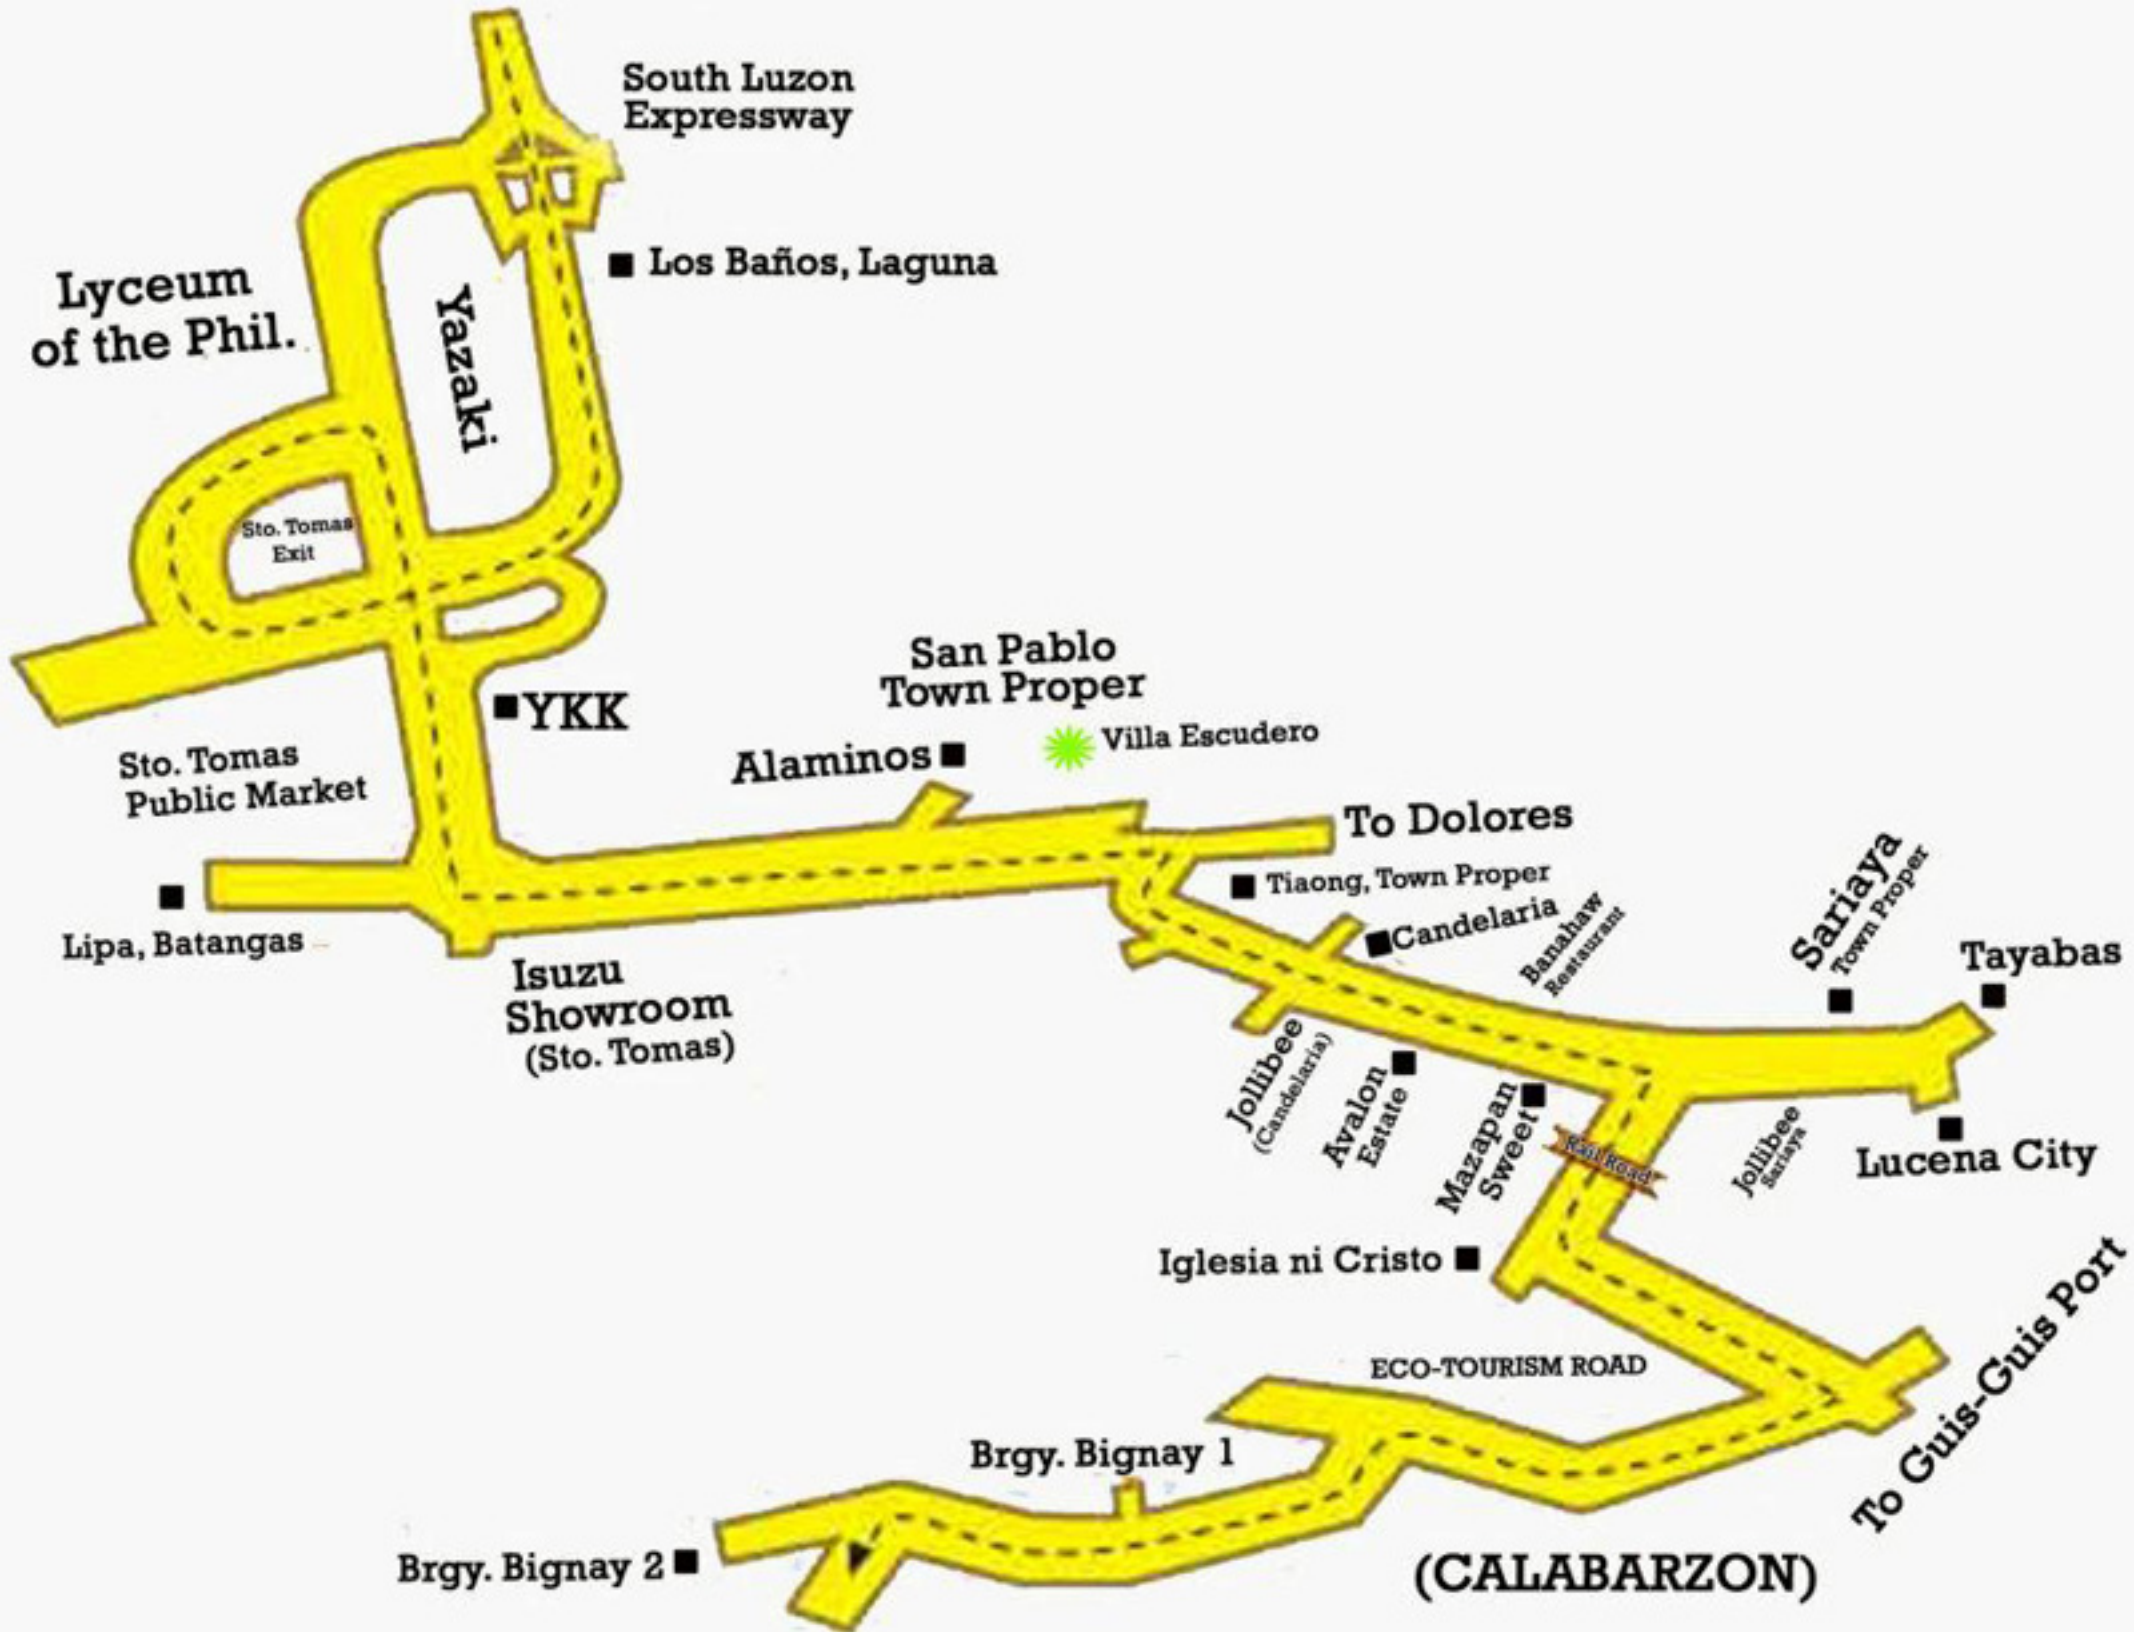 South Luzon
Expressway
Los Baños, Laguna
Lyceum
of the Phil.
Yazaki
Sto. Tomas
Exit
YKK
San Pablo
Town Proper
Villa Escudero
Alaminos
Sto. Tomas
Public Market
To Dolores
Tiaong, Town Proper
Candelaria
Banahaw
Restaurant
Sariaya
Town Proper
Tayabas
Lipa, Batangas
Isuzu
Showroom
(Sto. Tomas)
Jollibee
(Candelaria)
Avalon
Estate
Mazapan
Sweet
Rail Road
Jollibee
Sariaya
Lucena City
Iglesia ni Cristo
To Guis-Guis Port
ECO-TOURISM ROAD
Brgy. Bignay 1
Brgy. Bignay 2
(CALABARZON)